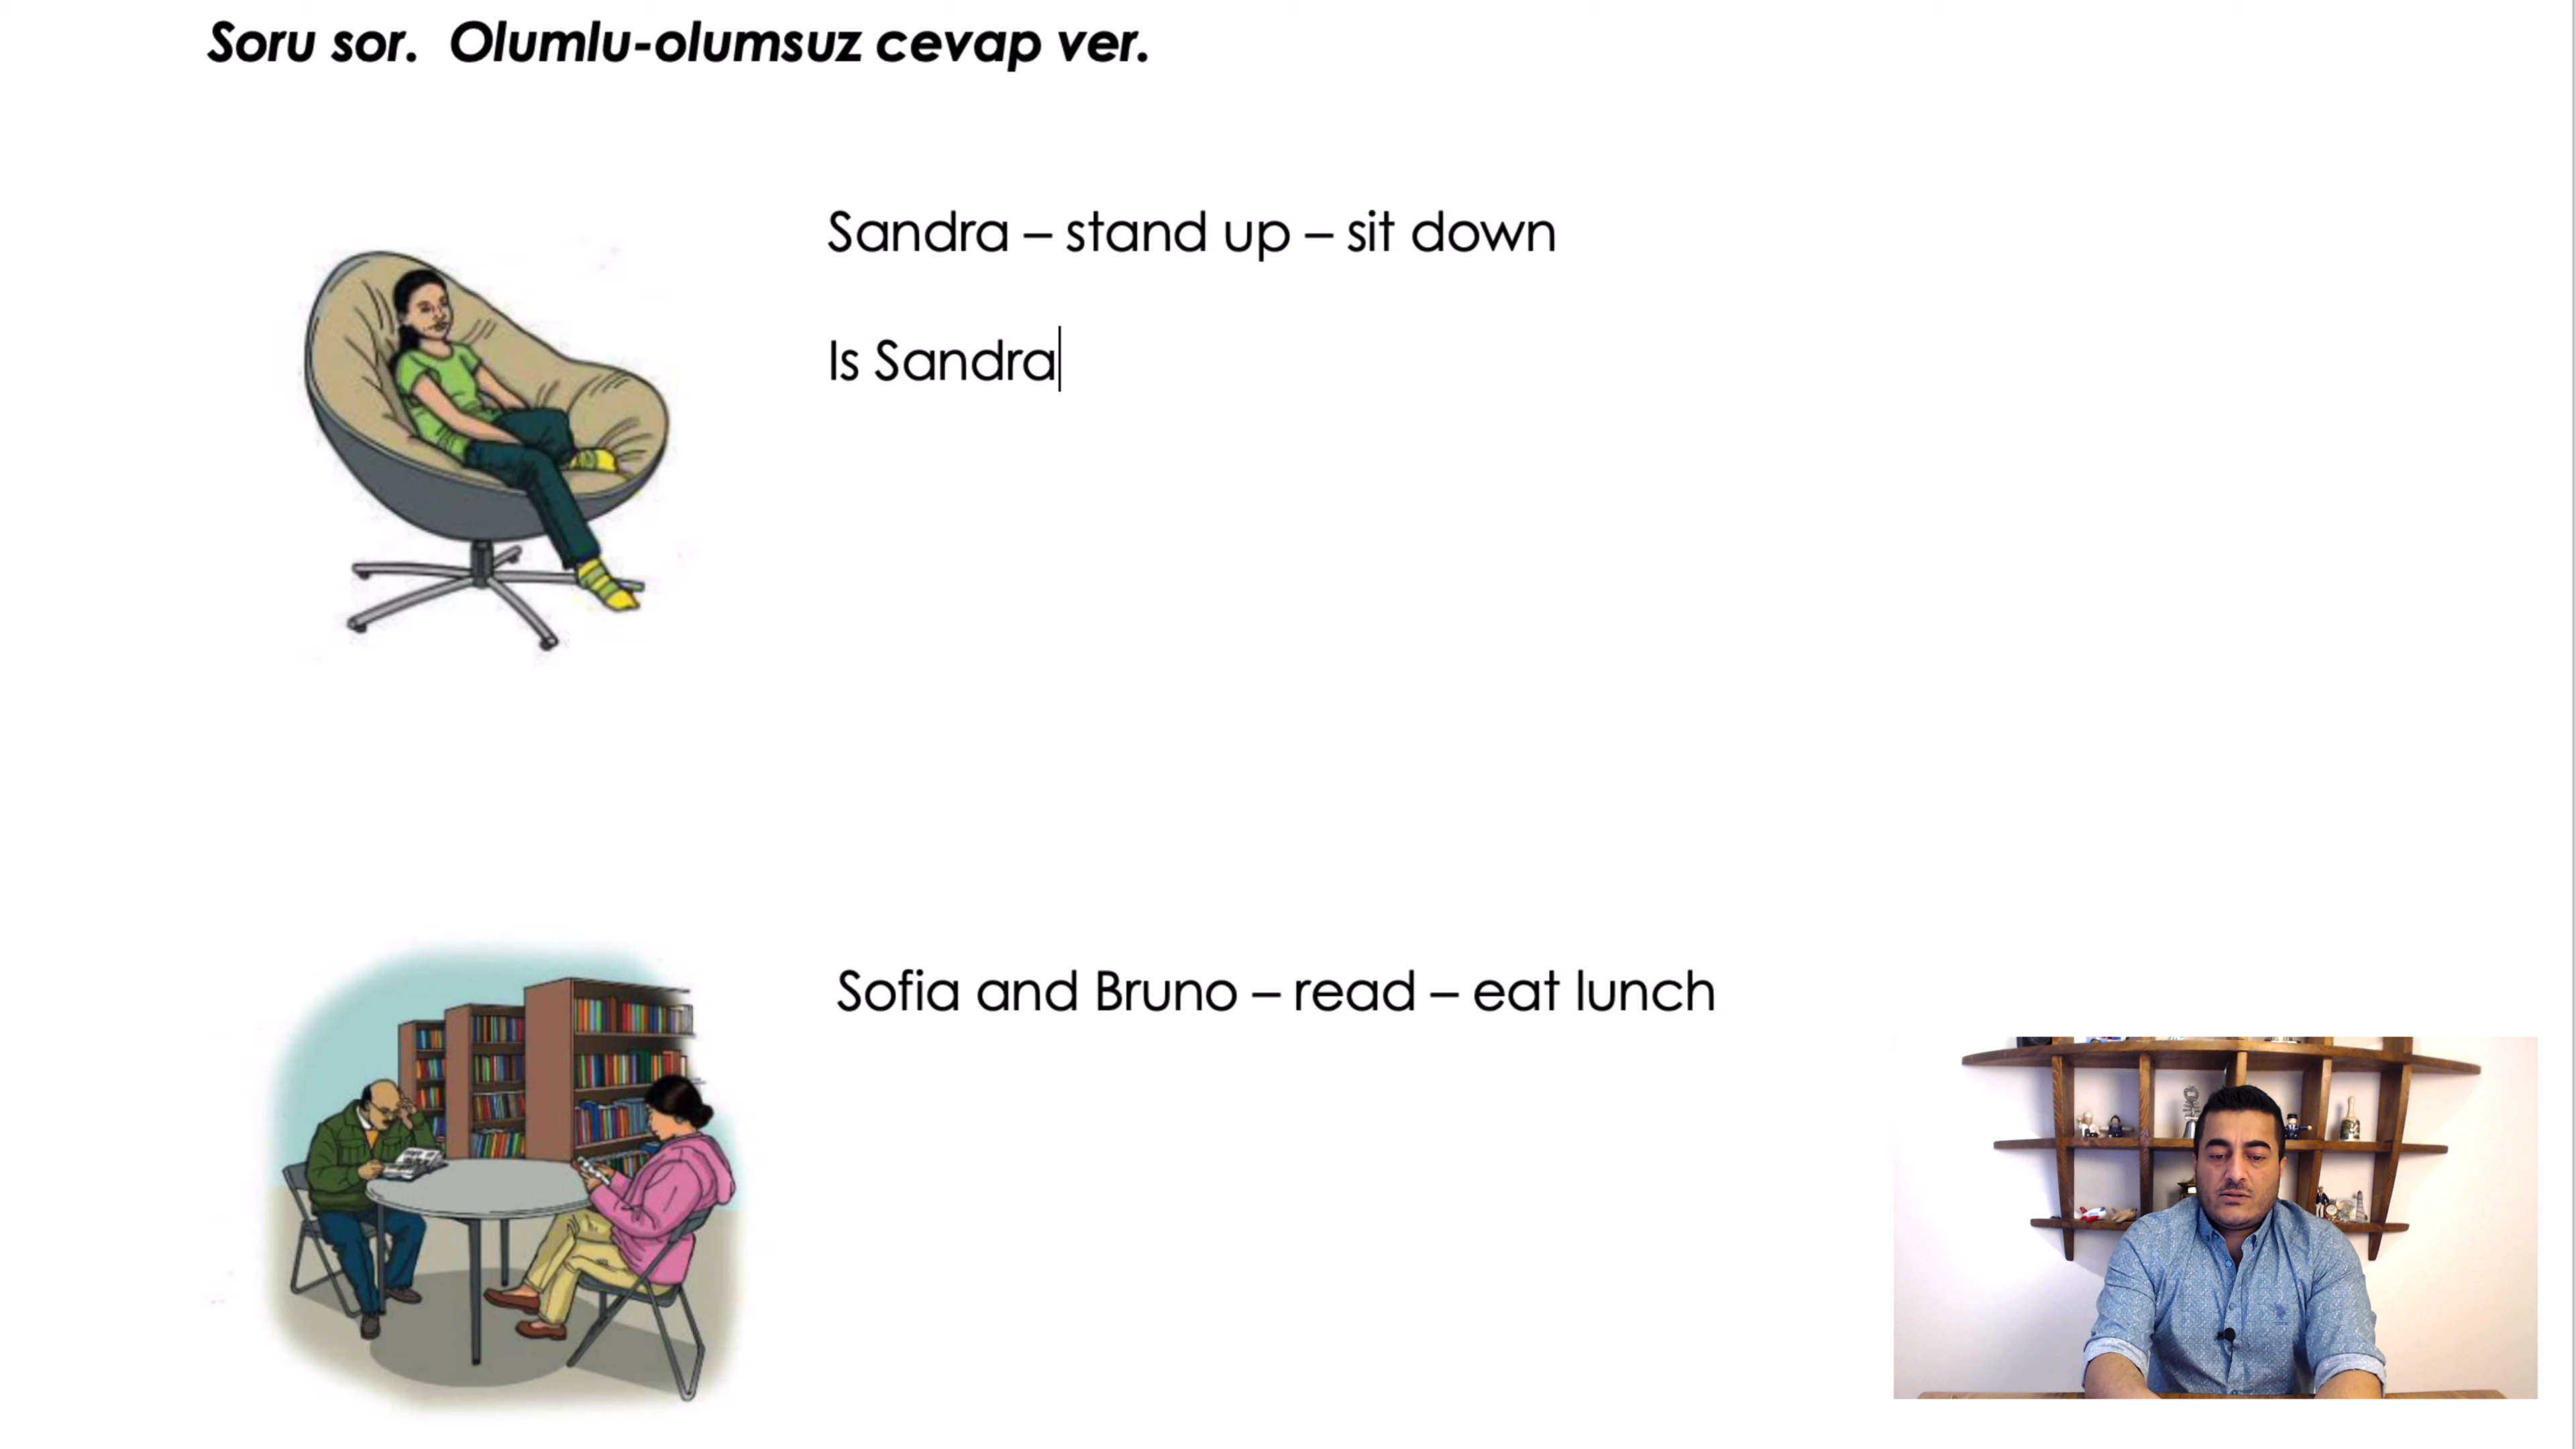 Soru sor. Olumlu-olumsuz cevap ver.
Sandra – stand up – sit down
Is Sandra
Sofia and Bruno – read – eat lunch